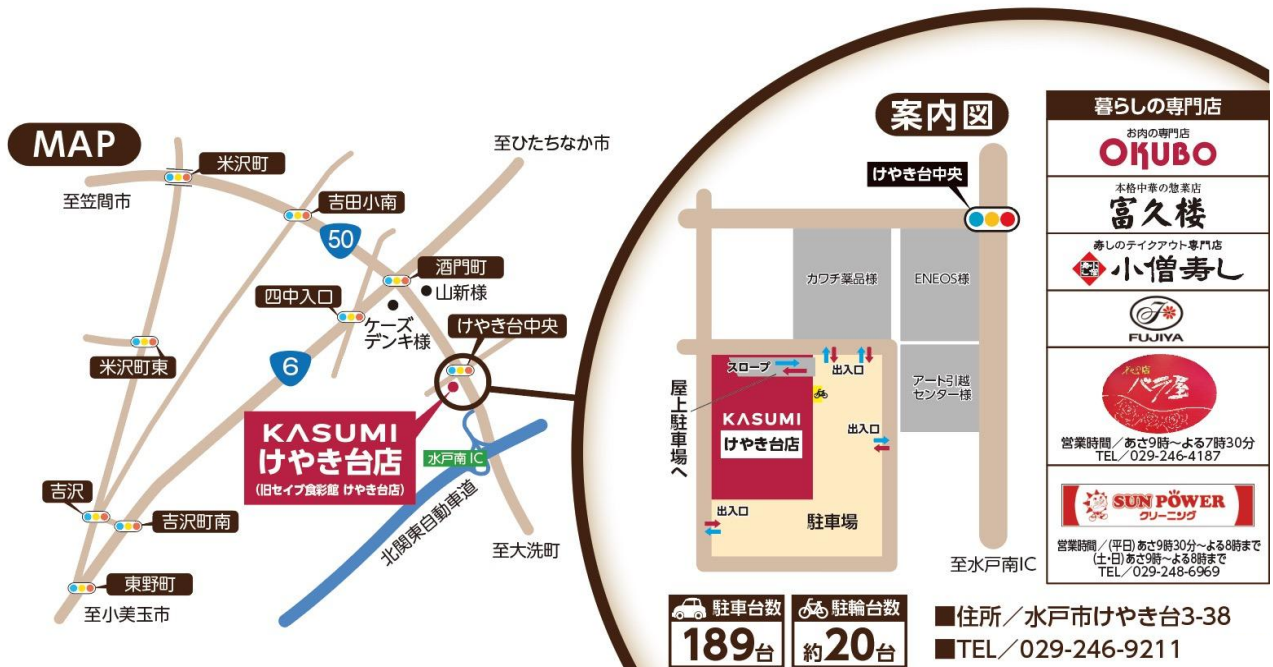 MAP
至ひたちなか市
米沢町
至笠間市
吉田小南
50
酒門町
山新様
四中入口
ケーズ
デンキ様
けやき台中央
米沢町東
6
KASUMI
けやき台店
(旧セイブ食彩館 けやき台店)
水戸南IC
北関東自動車道
吉沢
吉沢町南
至大洗町
東野町
至小美玉市
案内図
けやき台中央
カワチ薬品様
ENEOS様
スロープ
出入口
アート引越
センター様
屋上駐車場へ
KASUMI
けやき台店
出入口
出入口
駐車場
至水戸南IC
駐車台数
189台
駐輪台数
約20台
■住所/水戸市けやき台3-38
■TEL/029-246-9211
暮らしの専門店
お肉の専門店
OKUBO
本格中華の惣菜店
富久楼
寿しのテイクアウト専門店
小僧寿し
F
FUJIYA
バラ屋
営業時間/あさ9時~よる7時30分
TEL/029-246-4187
SUN POWER
クリーニング
営業時間/(平日)あさ9時30分~よる8時まで
(土・日)あさ9時~よる8時まで
TEL/029-248-6969